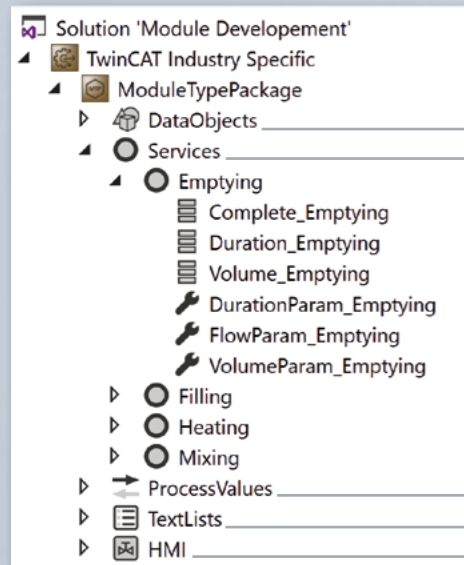 Solution 'Module Developement'
TwinCAT Industry Specific
ModuleTypePackage
DataObjects
Services
Emptying
Complete_Emptying
Duration_Emptying
Volume_Emptying
DurationParam_Emptying
FlowParam_Emptying
VolumeParam_Emptying
Filling
Heating
Mixing
ProcessValues
TextLists
HMI